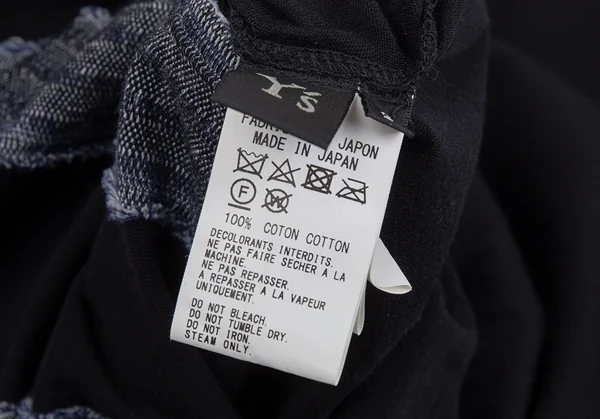 Y's
JAPON
MADE IN JAPAN
F
W
100% COTON COTTON
DECOLORANTS INTERDITS.
NE PAS FAIRE SECHER A LA
MACHINE.
NE PAS REPASSER.
A REPASSER A LA VAPEUR
UNIQUEMENT.
DO NOT BLEACH.
DO NOT TUMBLE DRY.
DO NOT IRON.
STEAM ONLY.